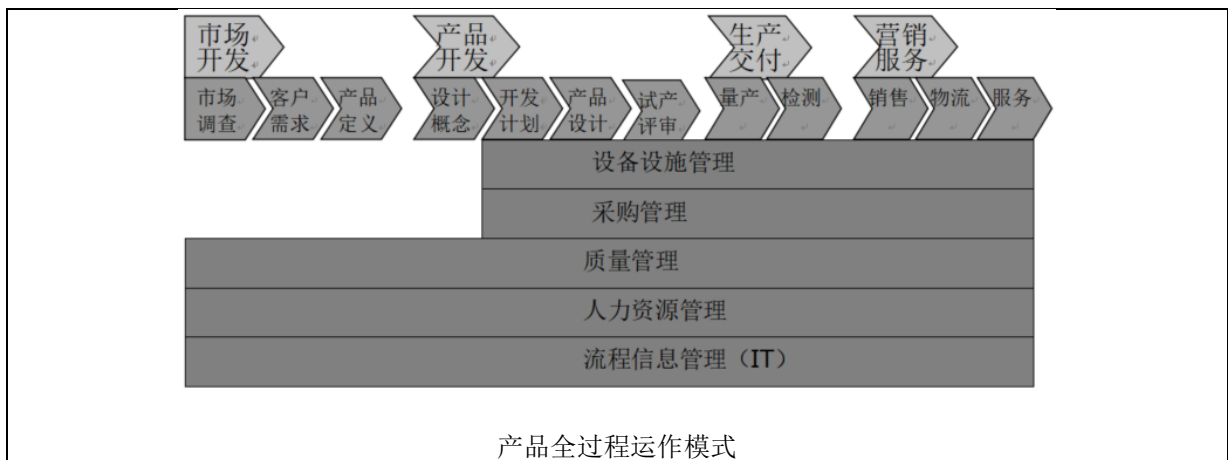 市场
开发
产品
开发
生产
交付
营销
服务
市场
调查
客户
需求
产品
定义
设计
概念
开发
计划
产品
设计
试产
评审
量产
检测
销售
物流
服务
设备设施管理
采购管理
质量管理
人力资源管理
流程信息管理（IT）
产品全过程运作模式